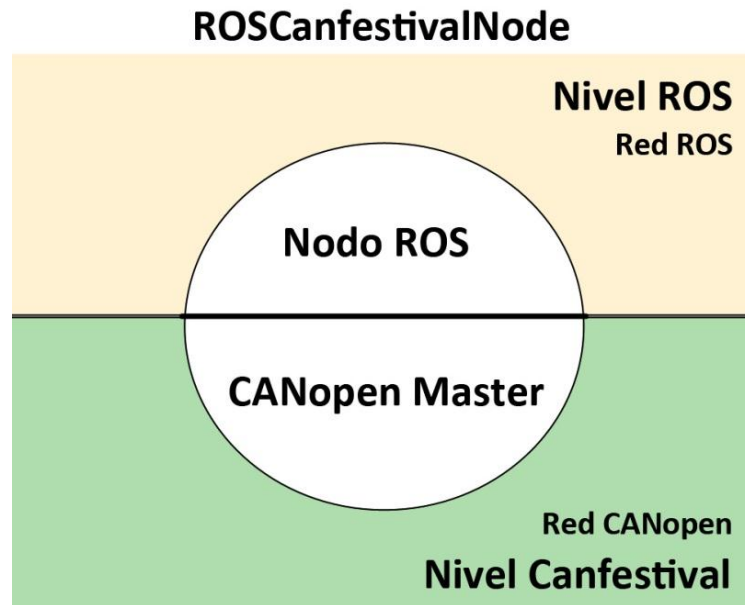 ROSCanfestivalNode
Nivel ROS
Red ROS
Nodo ROS
CANopen Master
Red CANopen
Nivel Canfestival